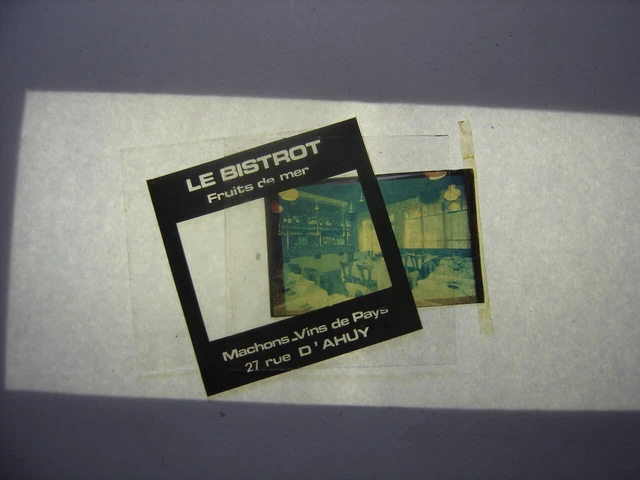 LE BISTROT
Fruits de mer
Machons_Vins de Pays
27 rue D'AHUY